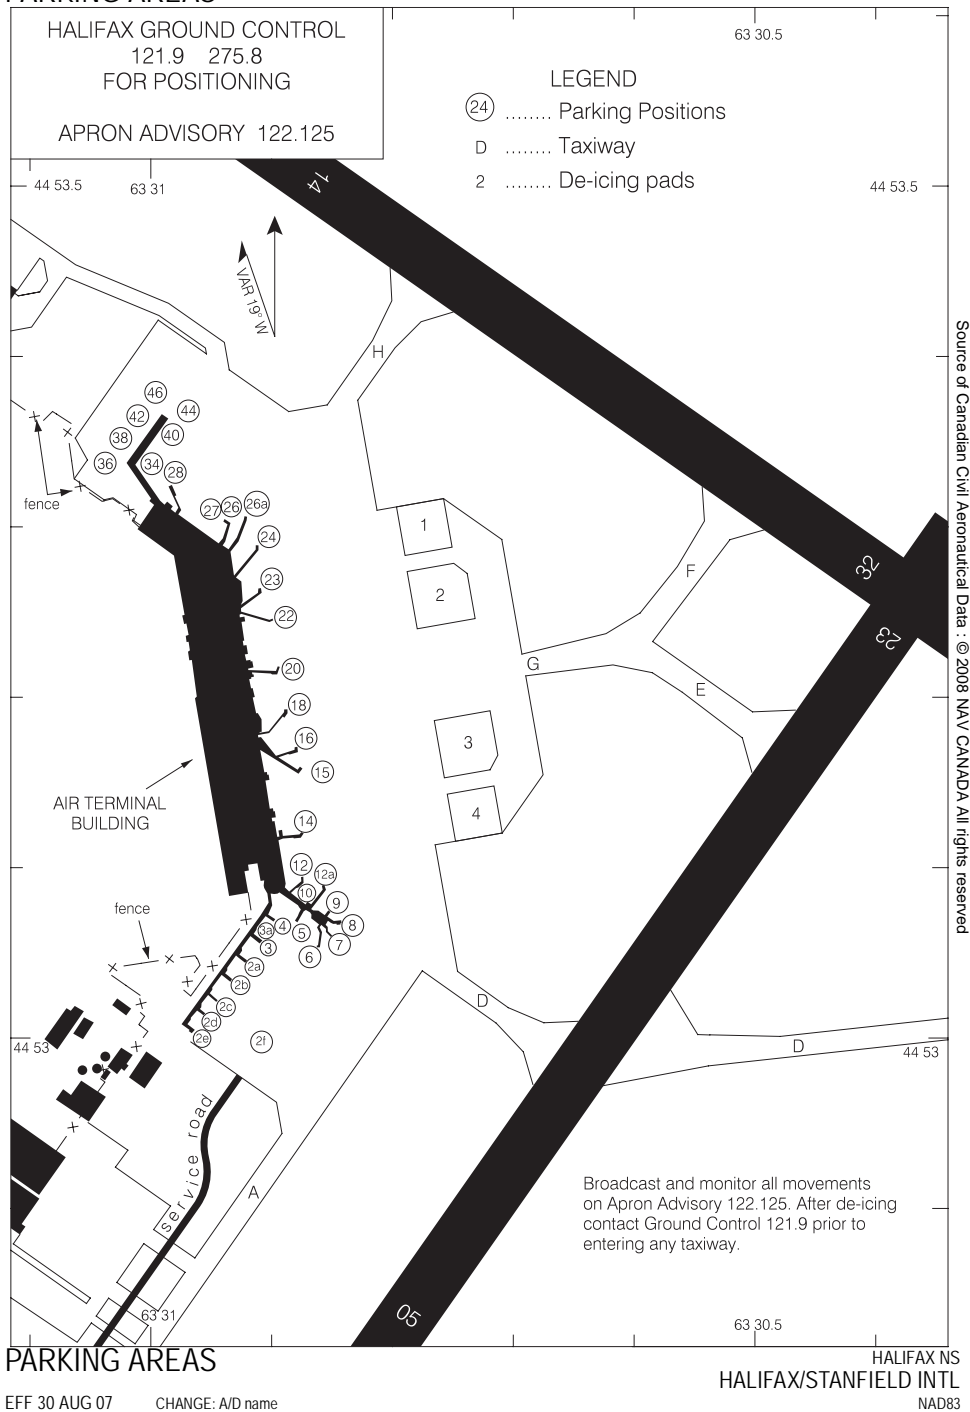 PARKING AREAS
HALIFAX GROUND CONTROL
121.9 275.8
FOR POSITIONING
APRON ADVISORY 122.125
63 30.5
LEGEND
24 ........ Parking Positions
D ........ Taxiway
2 ........ De-icing pads
44 53.5
63 31
44 53.5
14
VAR 19° W
H
46
44
42
40
38
36
34
28
fence
27
26
26a
24
23
22
20
18
16
15
14
12
12a
10
9
8
7
6
5
4
3a
3
2a
2b
2c
2d
2e
2f
1
2
3
4
F
G
E
32
23
AIR TERMINAL
BUILDING
fence
D
D
44 53
44 53
service road
A
05
Broadcast and monitor all movements
on Apron Advisory 122.125. After de-icing
contact Ground Control 121.9 prior to
entering any taxiway.
63 31
63 30.5
Source of Canadian Civil Aeronautical Data : © 2008 NAV CANADA All rights reserved
PARKING AREAS
HALIFAX NS
HALIFAX/STANFIELD INTL
EFF 30 AUG 07 CHANGE: A/D name
NAD83